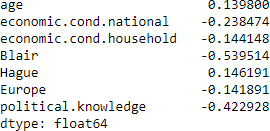 age 0.139800
economic.cond.national -0.238474
economic.cond.household -0.144148
Blair -0.539514
Hague 0.146191
Europe -0.141891
political.knowledge -0.422928
dtype: float64